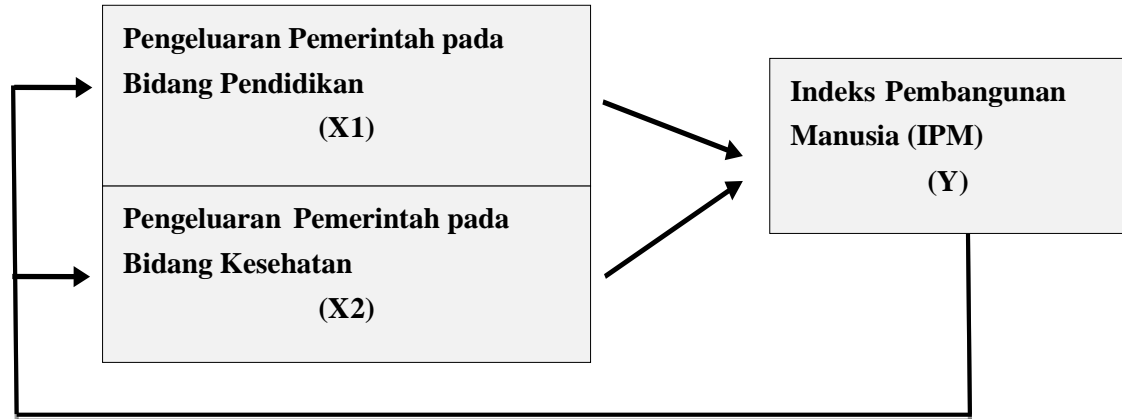 Pengeluaran Pemerintah pada
Bidang Pendidikan
(X1)
Pengeluaran Pemerintah pada
Bidang Kesehatan
(X2)
Indeks Pembangunan
Manusia (IPM)
(Y)